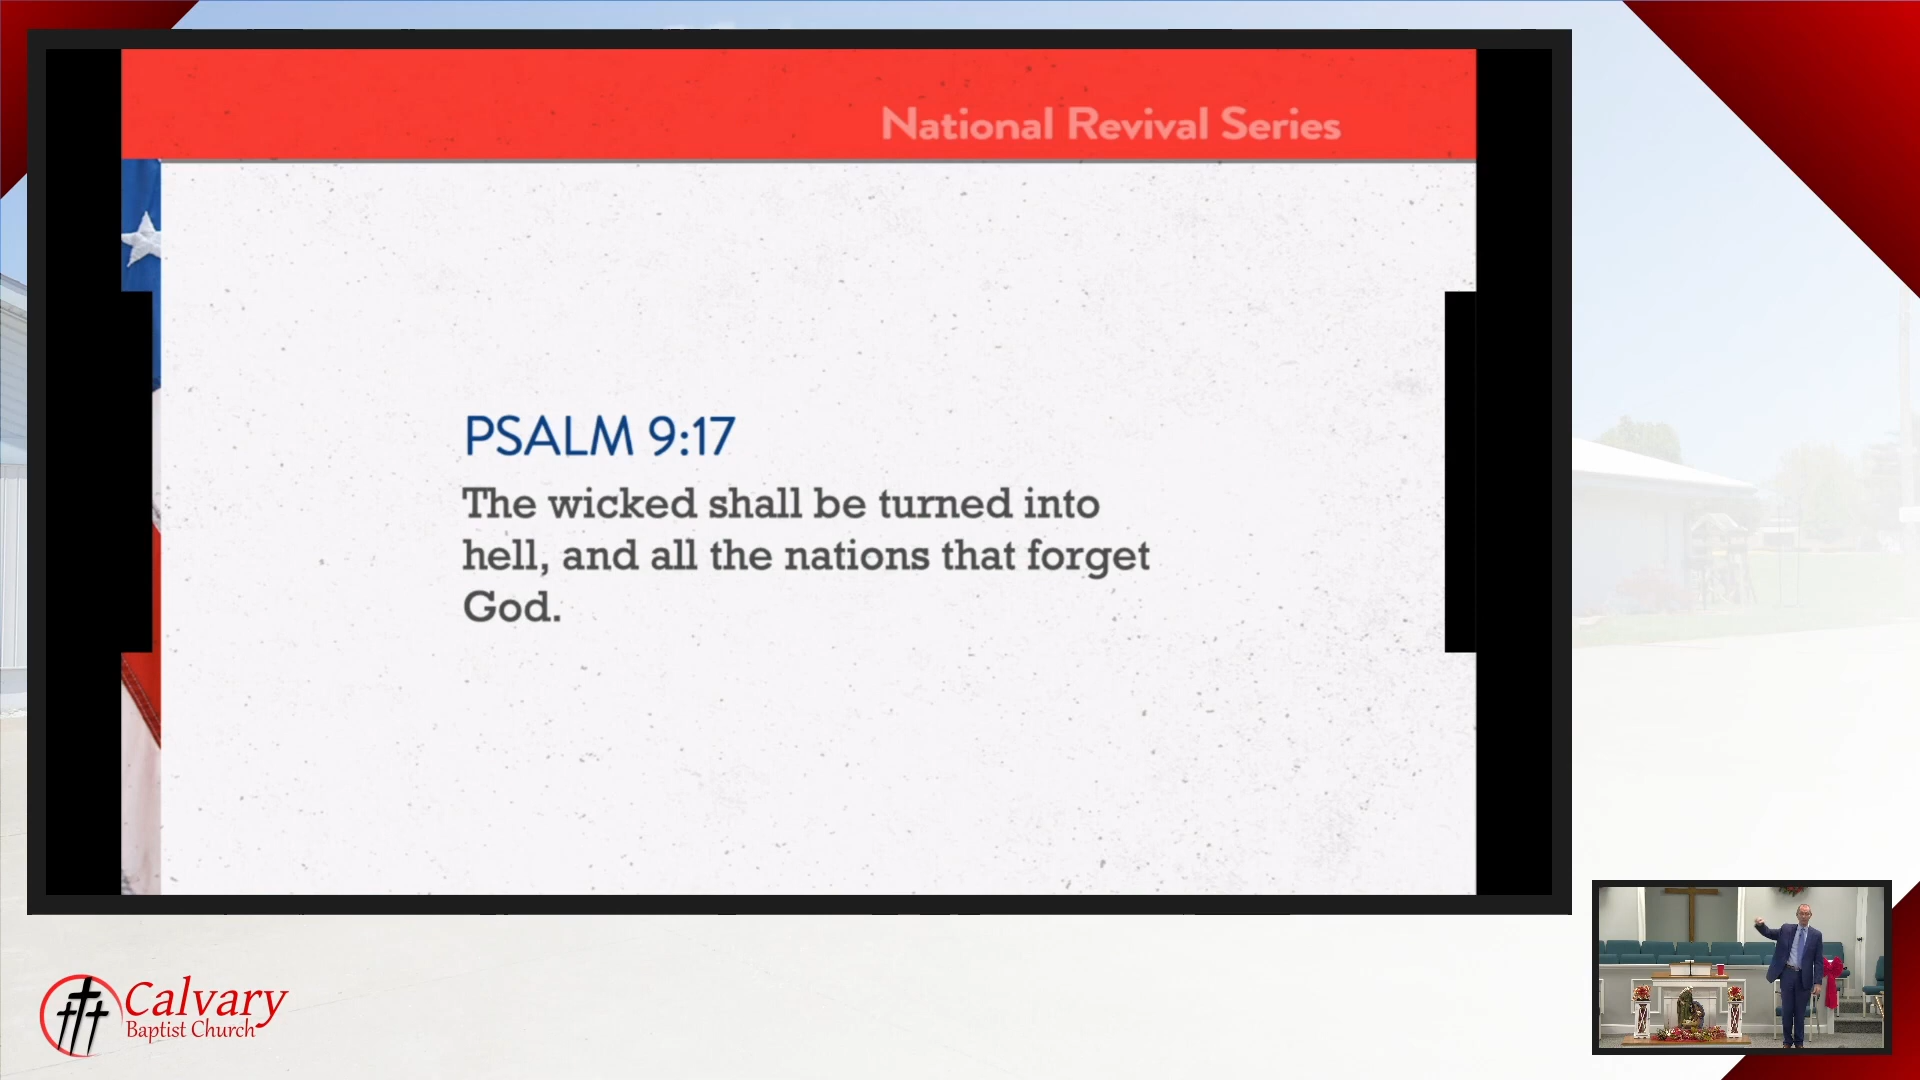 National Revival Series
PSALM 9:17
The wicked shall be turned into
hell, and all the nations that forget
God.
Calvary
Baptist Church